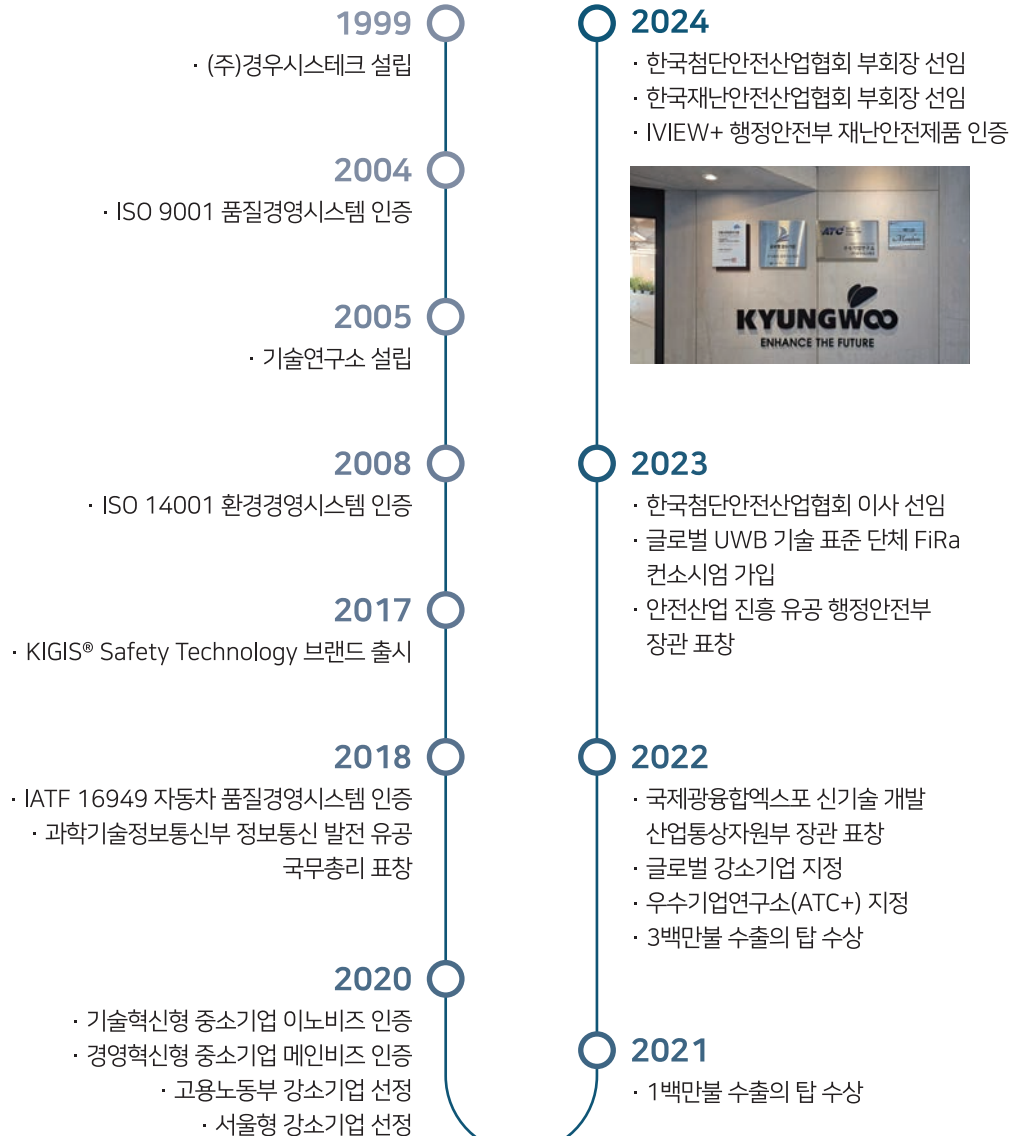 1999
· (주)경우시스테크 설립
2004
· ISO 9001 품질경영시스템 인증
2005
· 기술연구소 설립
2008
· ISO 14001 환경경영시스템 인증
2017
· KIGIS® Safety Technology 브랜드 출시
2018
· IATF 16949 자동차 품질경영시스템 인증
· 과학기술정보통신부 정보통신 발전 유공
국무총리 표창
2020
· 기술혁신형 중소기업 이노비즈 인증
· 경영혁신형 중소기업 메인비즈 인증
· 고용노동부 강소기업 선정
· 서울형 강소기업 선정
2024
· 한국첨단안전산업협회 부회장 선임
· 한국재난안전산업협회 부회장 선임
· IVIEW+ 행정안전부 재난안전제품 인증
ATC
KYUNGWOO
ENHANCE THE FUTURE
2023
· 한국첨단안전산업협회 이사 선임
· 글로벌 UWB 기술 표준 단체 FiRa
컨소시엄 가입
· 안전산업 진흥 유공 행정안전부
장관 표창
2022
· 국제광융합엑스포 신기술 개발
산업통상자원부 장관 표창
· 글로벌 강소기업 지정
· 우수기업연구소(ATC+) 지정
· 3백만불 수출의 탑 수상
2021
· 1백만불 수출의 탑 수상